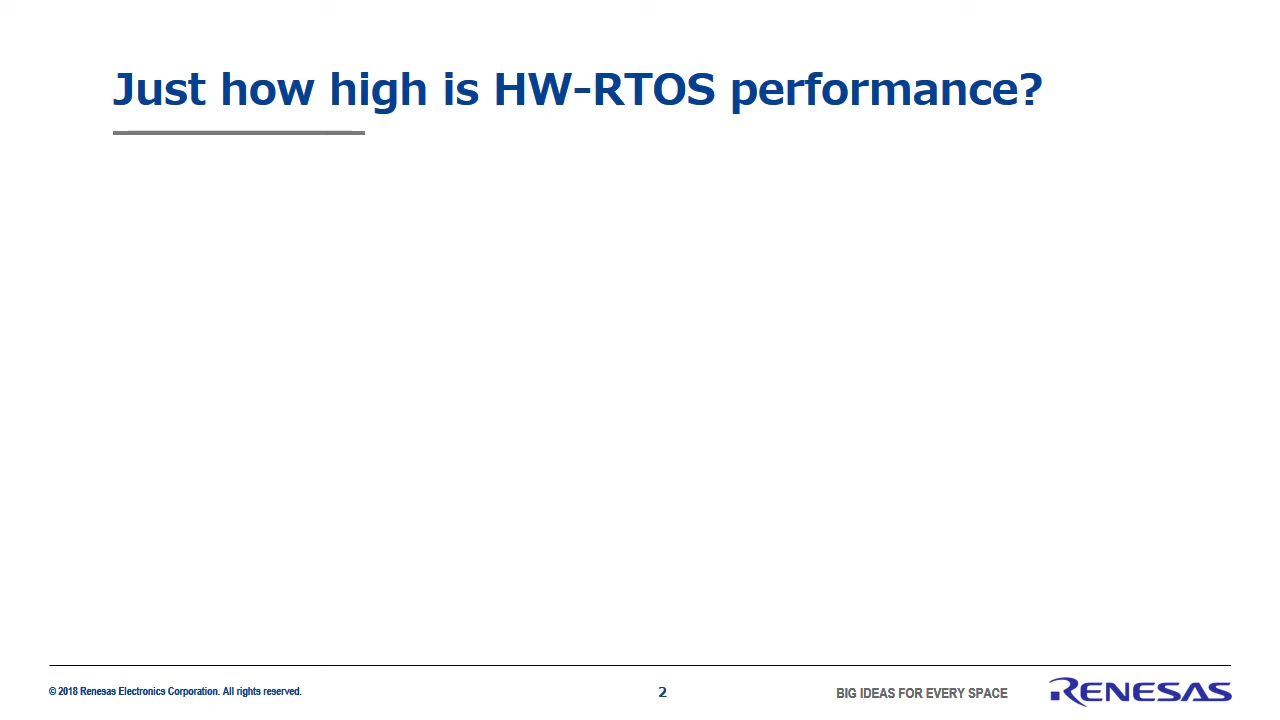 Just how high is HW-RTOS performance?
© 2018 Renesas Electronics Corporation. All rights reserved.
2
BIG IDEAS FOR EVERY SPACE
RENESAS